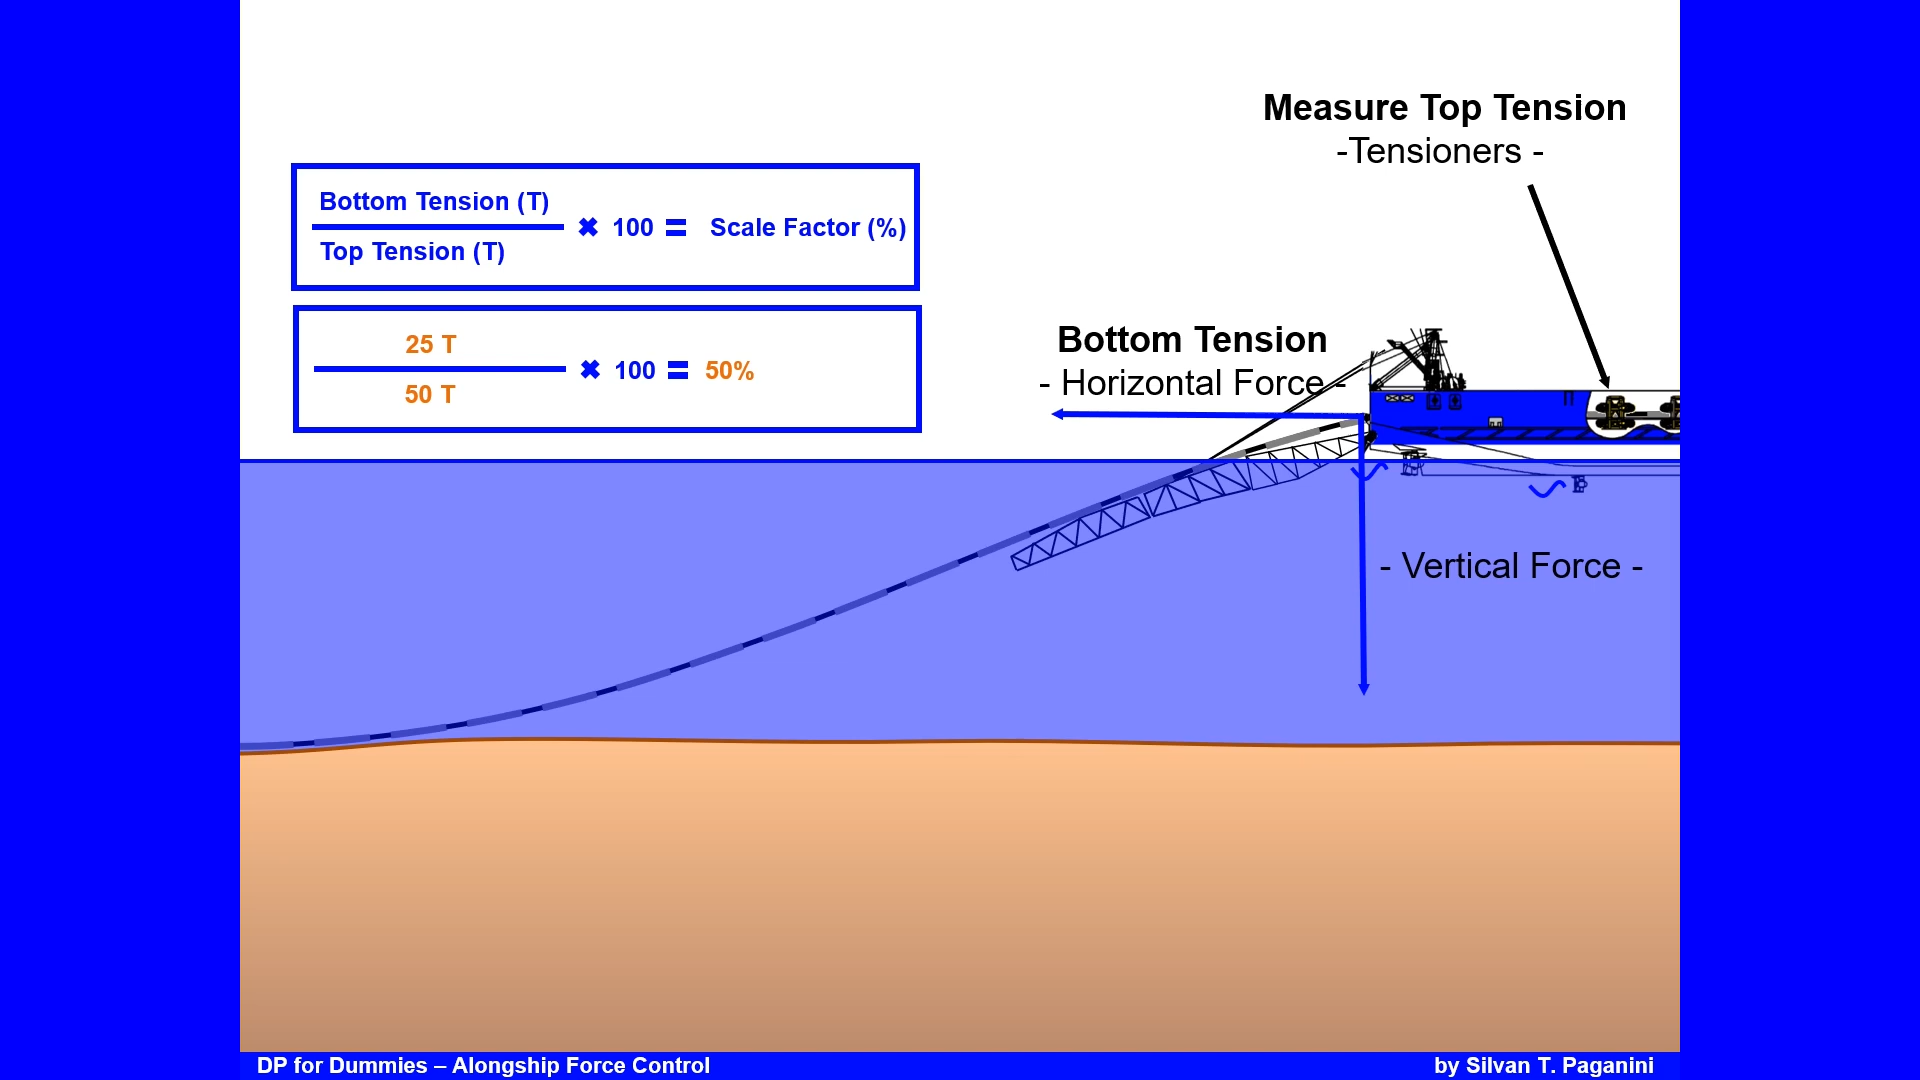 Measure Top Tension
-Tensioners -
Bottom Tension (T)
Top Tension (T)
✖ 100 = Scale Factor (%)
25 T
50 T
✖ 100 = 50%
Bottom Tension
- Horizontal Force -
- Vertical Force -
DP for Dummies – Alongship Force Control
by Silvan T. Paganini